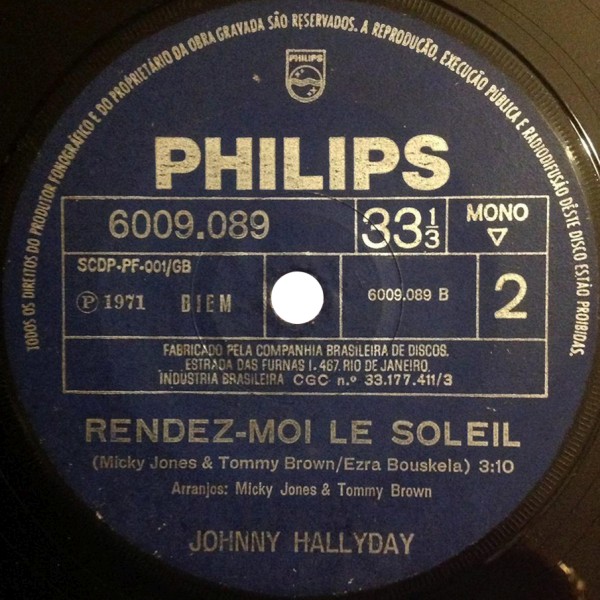 TODOS OS DIREITOS DO PRODUTOR FONOGRÁFICO E DO PROPRIETÁRIO DA OBRA GRAVADA SÃO RESERVADOS. A REPRODUÇÃO, EXECUÇÃO PÚBLICA E RADIODIFUSÃO DÊSTE DISCO ESTÃO PROIBIDAS.
PHILIPS
PHILIPS
6009.089 33 1/3 MONO
SCDP-PF-001/GB
Ⓟ 1971 BIEM 6009.089 B 2
FABRICADO PELA COMPANHIA BRASILEIRA DE DISCOS.
ESTRADA DAS FURNAS 1.467. RIO DE JANEIRO.
INDÚSTRIA BRASILEIRA CGC n.º 33.177.411/3
RENDEZ-MOI LE SOLEIL
(Micky Jones & Tommy Brown/Ezra Bouskela) 3:10
Arranjos: Micky Jones & Tommy Brown
JOHNNY HALLYDAY